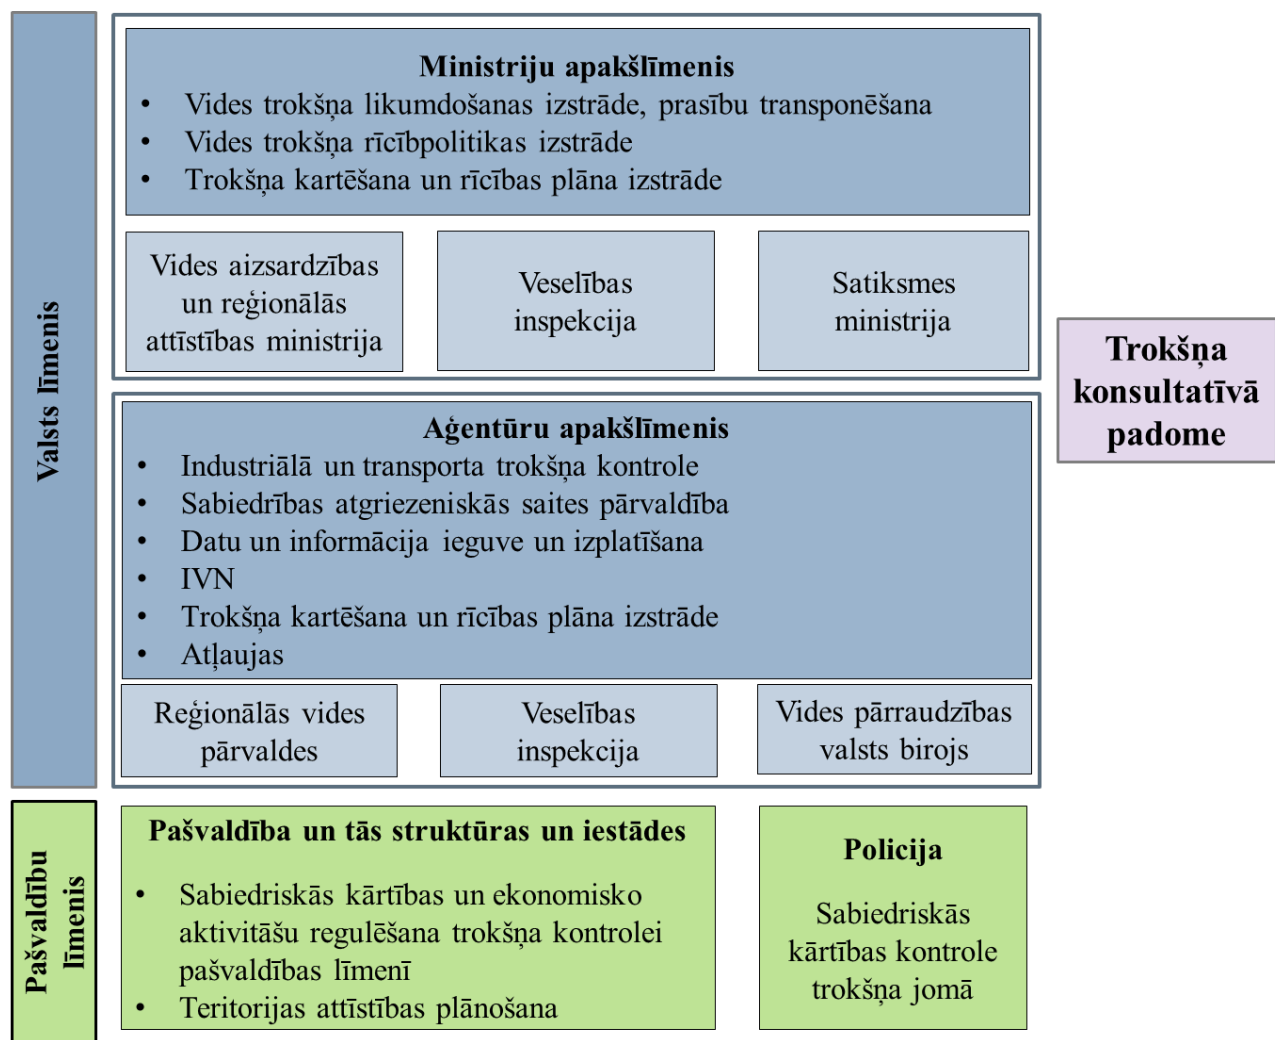 Valsts līmenis
Ministriju apakšlīmenis
• Vides trokšņa likumdošanas izstrāde, prasību transponēšana
• Vides trokšņa rīcībpolitikas izstrāde
• Trokšņa kartēšana un rīcības plāna izstrāde
Vides aizsardzības
un reģionālās
attīstības ministrija
Veselības
inspekcija
Satiksmes
ministrija
Aģentūru apakšlīmenis
• Industriālā un transporta trokšņa kontrole
• Sabiedrības atgriezeniskās saites pārvaldība
• Datu un informācija ieguve un izplatīšana
• IVN
• Trokšņa kartēšana un rīcības plāna izstrāde
• Atļaujas
Reģionālās vides
pārvaldes
Veselības
inspekcija
Vides pārraudzības
valsts birojs
Trokšņa
konsultatīvā
padome
Pašvaldību
līmenis
Pašvaldība un tās struktūras un iestādes
• Sabiedriskās kārtības un ekonomisko
aktivitāšu regulēšana trokšņa kontrolei
pašvaldības līmenī
• Teritorijas attīstības plānošana
Policija
Sabiedriskās
kārtības kontrole
trokšņa jomā